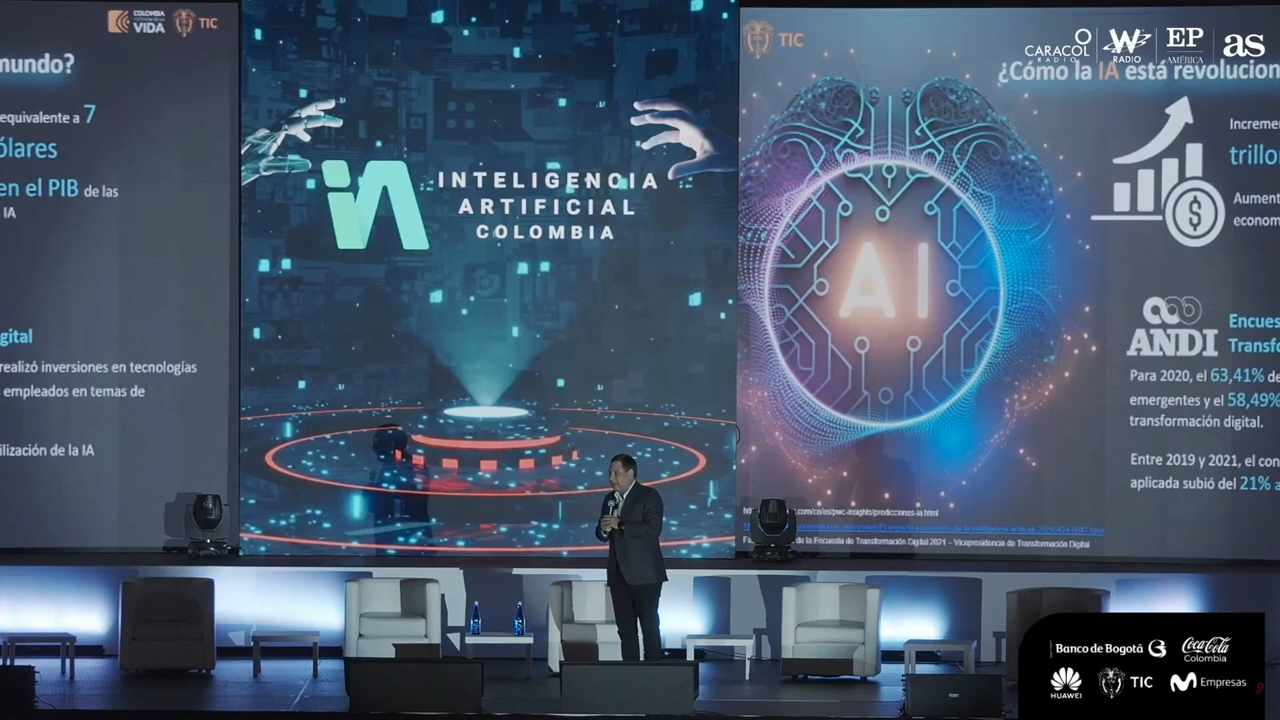 COLOMBIA
VIDA
TIC
mundo?
equivalente a 7
ólares
en el PIB de las
IA
gital
realizó inversiones en tecnologías
s empleados en temas de
ilización de la IA
iA
INTELIGENCIA
ARTIFICIAL
COLOMBIA
TIC
CARACOL
RADIO
W
RADIO
EP
AMÉRICA
as
¿Cómo la IA está revolucion
AI
Increme
trillo
Aument
econom
$
ANDI
Encues
Transfo
Para 2020, el 63,41% de
emergentes y el 58,49%
transformación digital.
Entre 2019 y 2021, el con
aplicada subió del 21% a
de la Encuesta de Transformación Digital 2021 – Vicepresidencia de Transformación Digital
Banco de Bogotá
Coca-Cola
Colombia
HUAWEI
TIC
Empresas